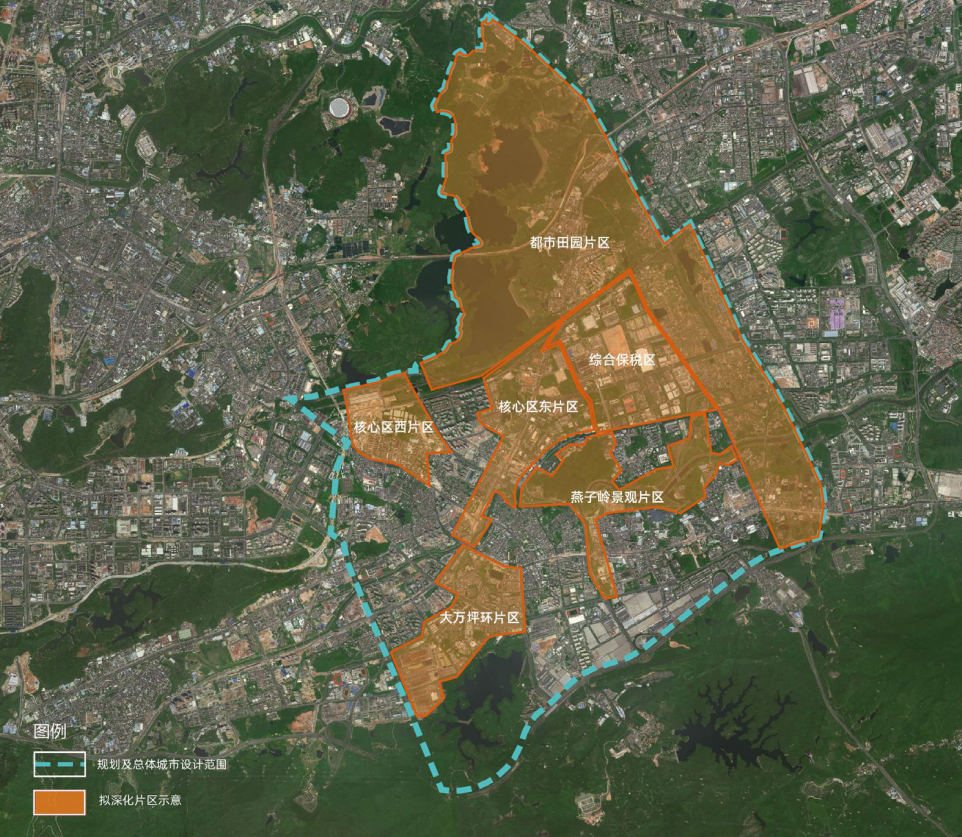 都市田园片区
综合保税区
核心区东片区
核心区西片区
燕子岭景观片区
大万坪环片区
图例
规划及总体城市设计范围
拟深化片区示意